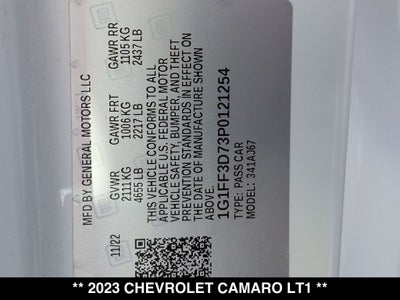 MFD BY GENERAL MOTORS LLC
11/22 GVWR GAWR FRT GAWR RR
2111 KG 1006 KG 1105 KG
4655 LB 2217 LB 2437 LB
THIS VEHICLE CONFORMS TO ALL
APPLICABLE U.S. FEDERAL MOTOR
VEHICLE SAFETY, BUMPER, AND THEFT
PREVENTION STANDARDS IN EFFECT ON
THE DATE OF MANUFACTURE SHOWN
ABOVE.
1G1FF3D73P0121254
TYPE: PASS CAR
MODEL: 341AJ67
** 2023 CHEVROLET CAMARO LT1 **